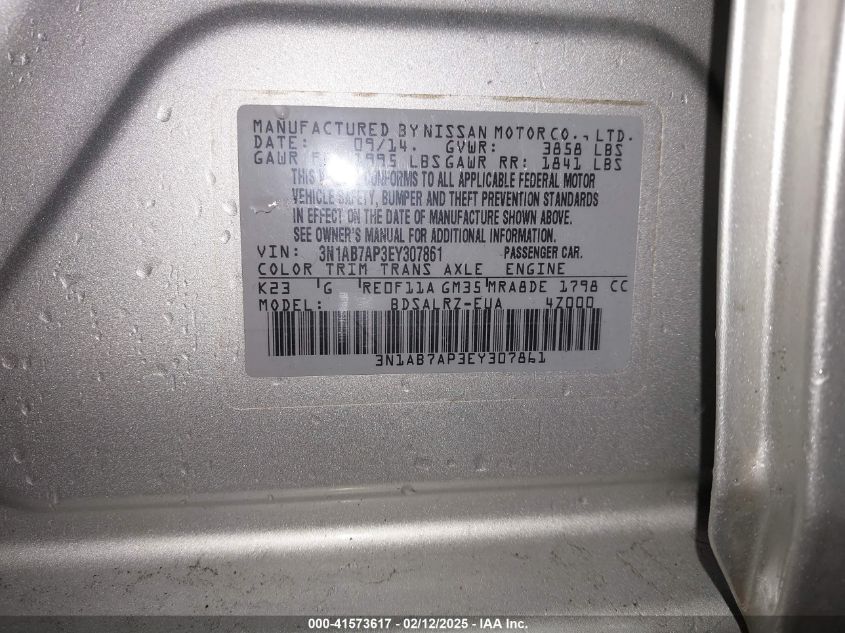 MANUFACTURED BY NISSAN MOTOR CO., LTD.
DATE: 09/14. GVWR: 3858 LBS
GAWR 1995 LBS GAWR RR: 1841 LBS
THIS CONFORMS TO ALL APPLICABLE FEDERAL MOTOR
VEHICLE SAFETY, BUMPER AND THEFT PREVENTION STANDARDS
IN EFFECT ON THE DATE OF MANUFACTURE SHOWN ABOVE.
SEE OWNER'S MANUAL FOR ADDITIONAL INFORMATION.
VIN: 3N1AB7AP3EY307861 PASSENGER CAR.
COLOR TRIM TRANS AXLE ENGINE
K23 G RE0F11A GM35 MRA8DE 1798 CC
MODEL: BDSALRZ-EUA 4Z000
3N1AB7AP3EY307861
000-41573617 - 02/12/2025 - IAA Inc.